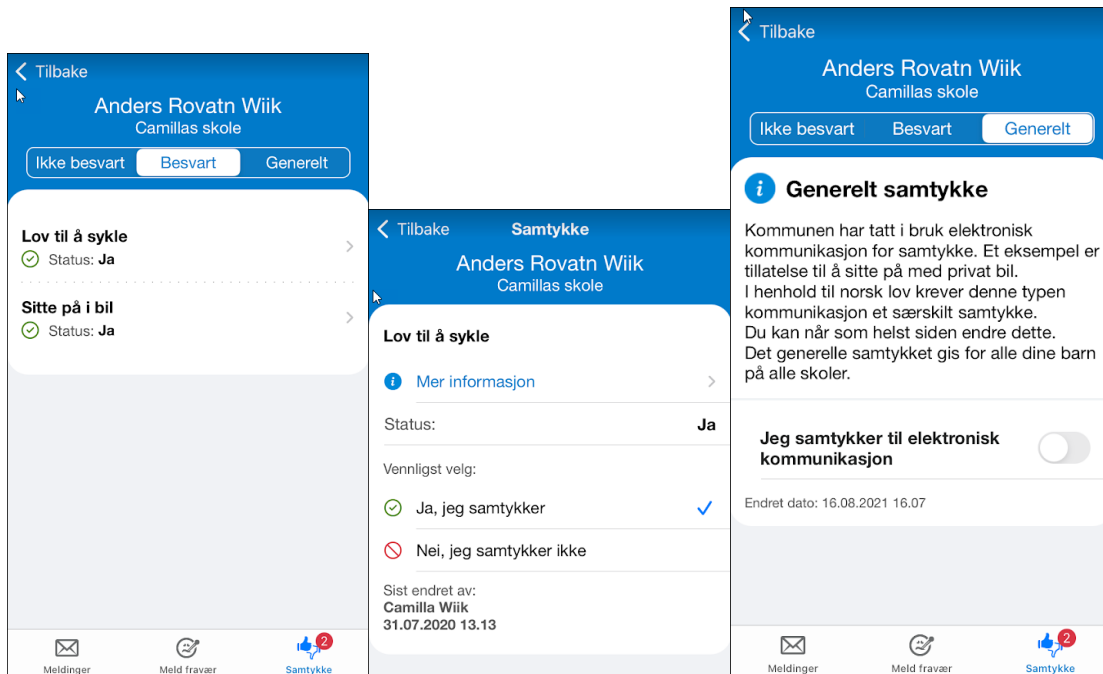 Tilbake
Anders Rovatn Wiik
Camillas skole
Ikke besvart Besvart Generelt
Lov til å sykle
Status: Ja
Sitte på i bil
Status: Ja
Meldinger Meld fravær Samtykke 2
Tilbake Samtykke
Anders Rovatn Wiik
Camillas skole
Lov til å sykle
Mer informasjon
Status: Ja
Vennligst velg:
Ja, jeg samtykker
Nei, jeg samtykker ikke
Sist endret av:
Camilla Wiik
31.07.2020 13.13
Tilbake
Anders Rovatn Wiik
Camillas skole
Ikke besvart Besvart Generelt
Generelt samtykke
Kommunen har tatt i bruk elektronisk
kommunikasjon for samtykke. Et eksempel er
tillatelse til å sitte på med privat bil.
I henhold til norsk lov krever denne typen
kommunikasjon et særskilt samtykke.
Du kan når som helst siden endre dette.
Det generelle samtykket gis for alle dine barn
på alle skoler.
Jeg samtykker til elektronisk
kommunikasjon
Endret dato: 16.08.2021 16.07
Meldinger Meld fravær Samtykke 2